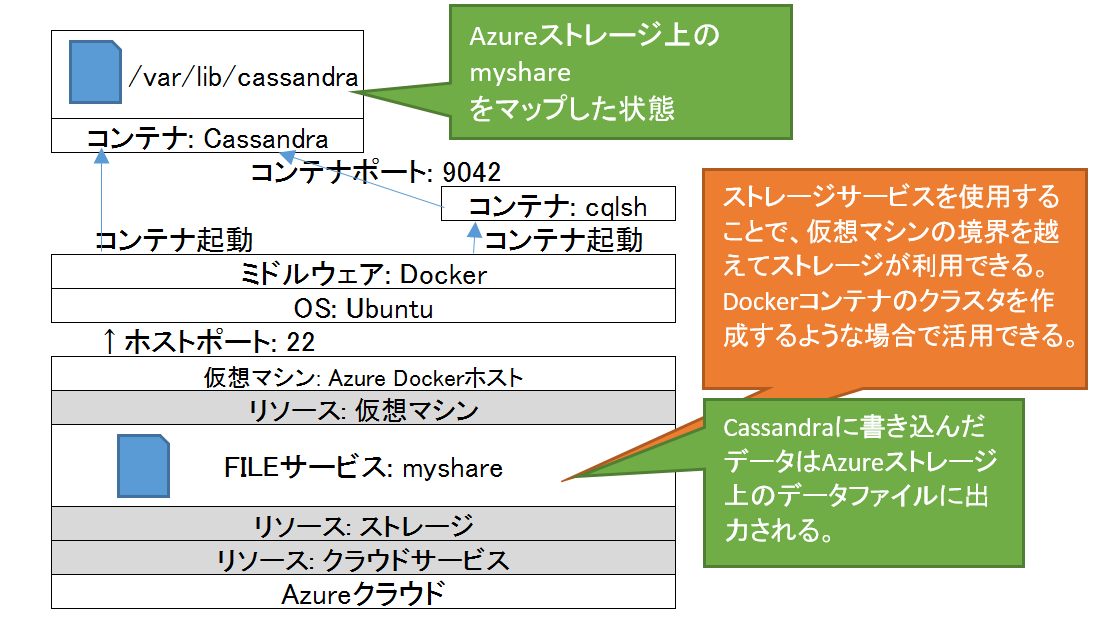 /var/lib/cassandra
コンテナ: Cassandra
Azureストレージ上の
myshare
をマップした状態
コンテナポート: 9042
コンテナ: cqlsh
コンテナ起動
コンテナ起動
ミドルウェア: Docker
OS: Ubuntu
↑ホストポート: 22
仮想マシン: Azure Dockerホスト
リソース: 仮想マシン
FILEサービス: myshare
リソース: ストレージ
リソース: クラウドサービス
Azureクラウド
ストレージサービスを使用する
ことで、仮想マシンの境界を越
えてストレージが利用できる。
Dockerコンテナのクラスタを作
成するような場合で活用できる。
Cassandraに書き込んだ
データはAzureストレージ
上のデータファイルに出
力される。